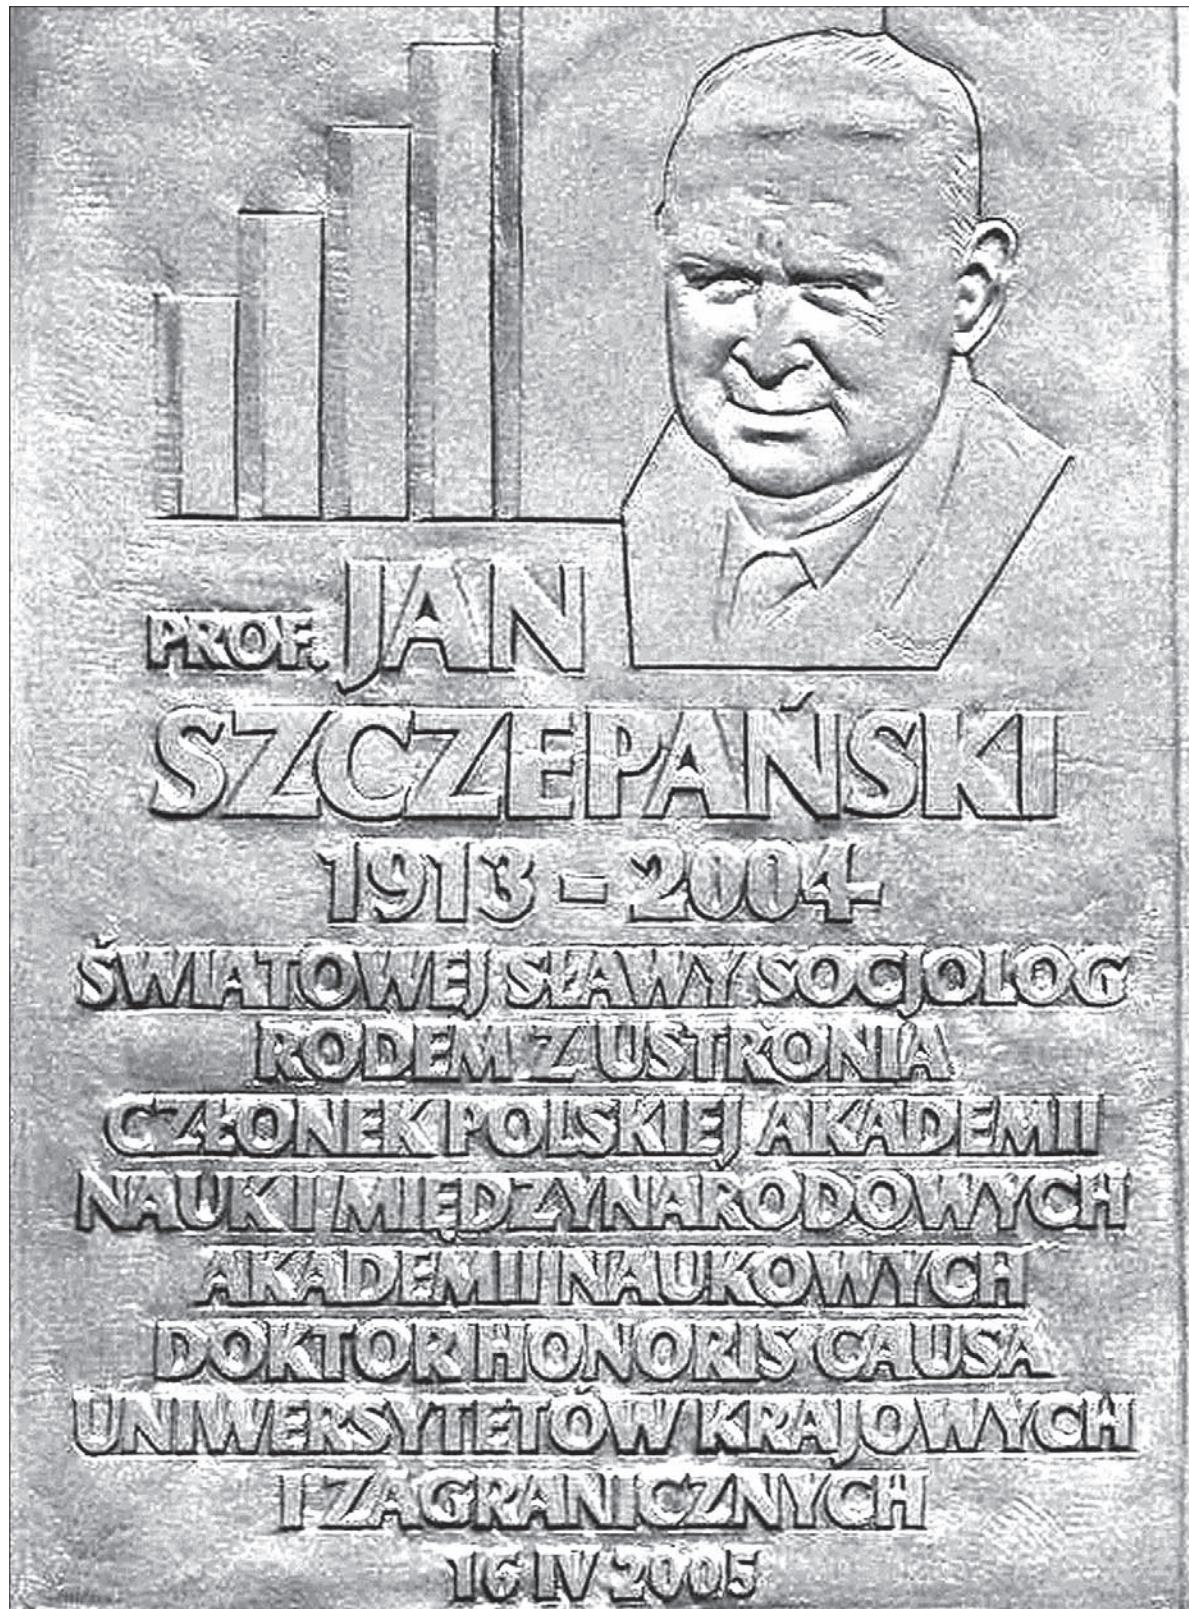 PROF. JAN
SZCZEPAŃSKI
1913 - 2004
ŚWIATOWEJ SŁAWY SOCJOLOG
RODEM Z USTRONIA
CZŁONEK POLSKIEJ AKADEMII
NAUK I MIĘDZYNARODOWYCH
AKADEMII NAUKOWYCH
DOKTOR HONORIS CAUSA
UNIWERSYTETÓW KRAJOWYCH
I ZAGRANICZNYCH
16 IV 2005